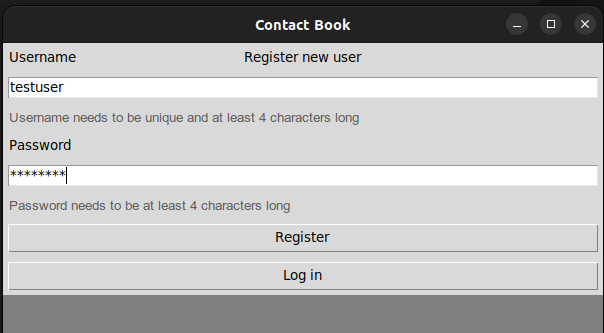 Contact Book
Username Register new user
testuser
Username needs to be unique and at least 4 characters long
Password
********
Password needs to be at least 4 characters long
Register
Log in